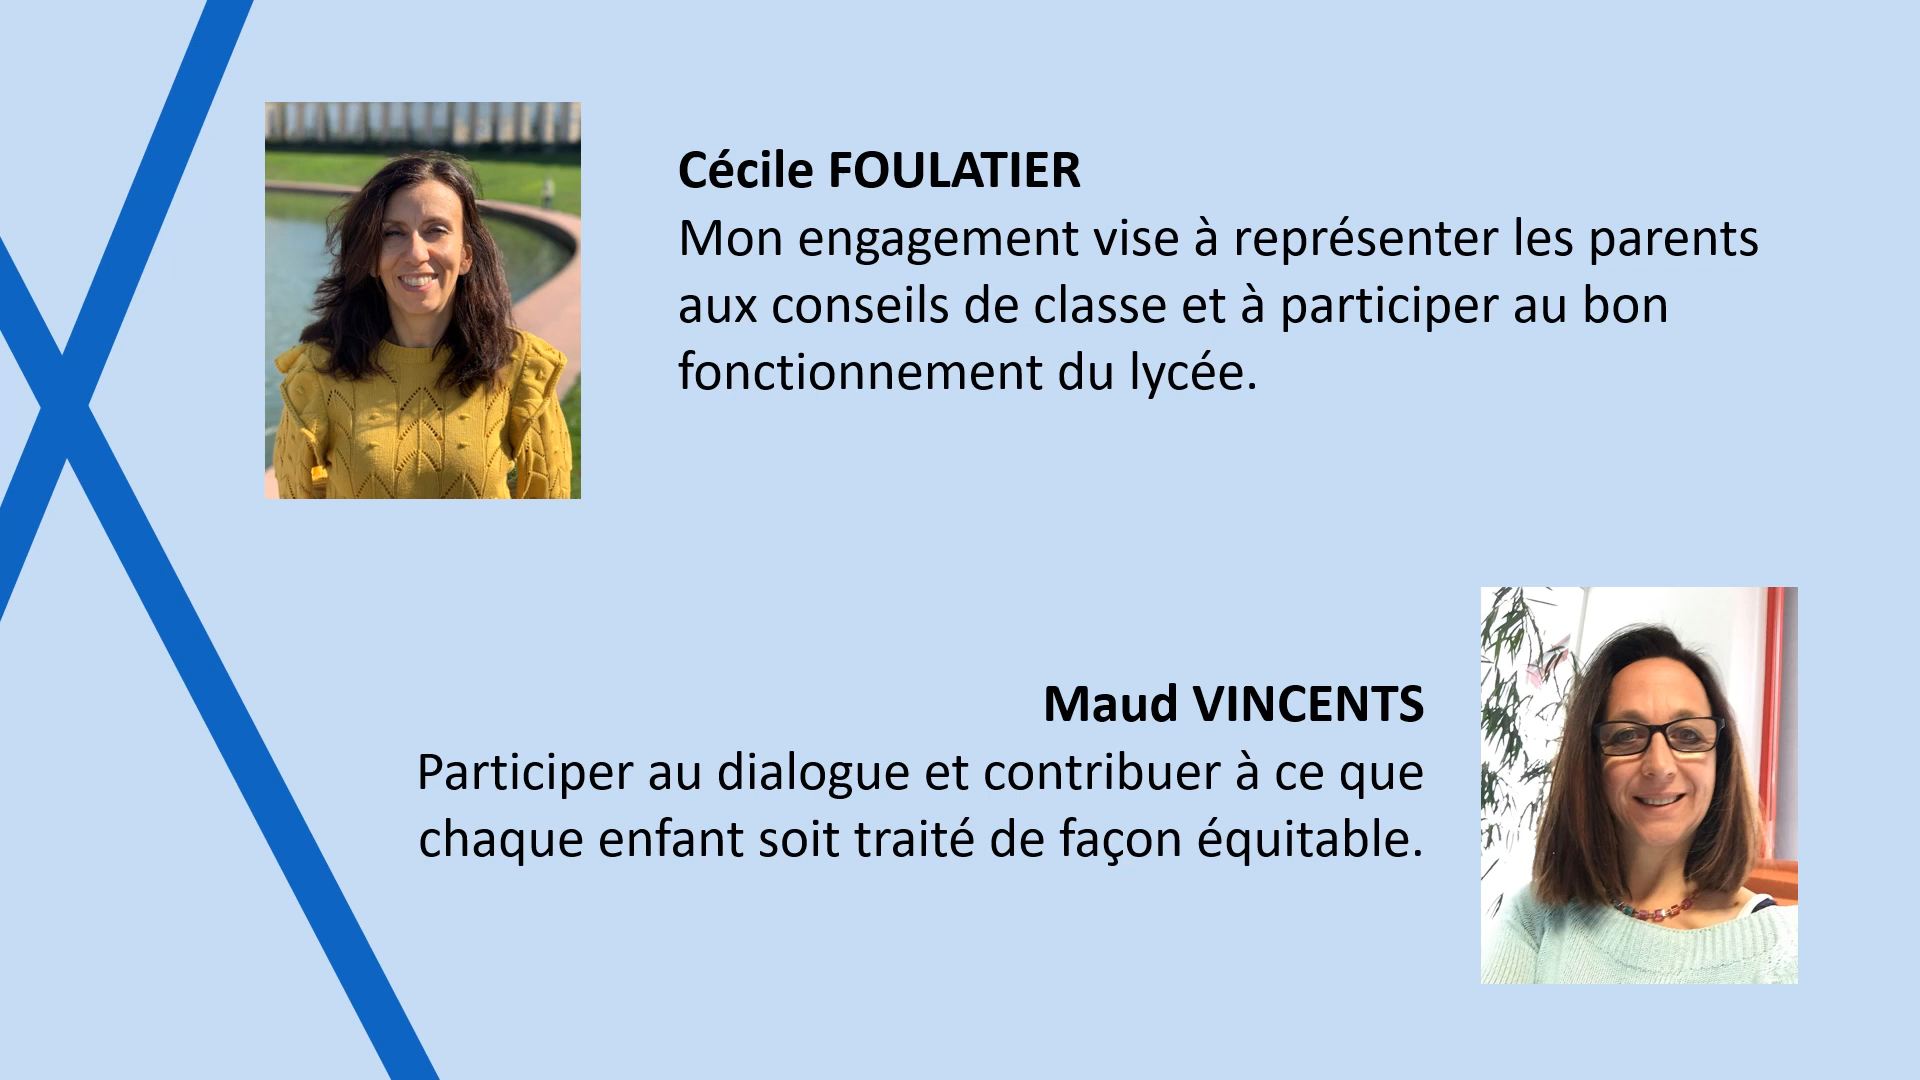 Cécile FOULATIER
Mon engagement vise à représenter les parents
aux conseils de classe et à participer au bon
fonctionnement du lycée.
Maud VINCENTS
Participer au dialogue et contribuer à ce que
chaque enfant soit traité de façon équitable.